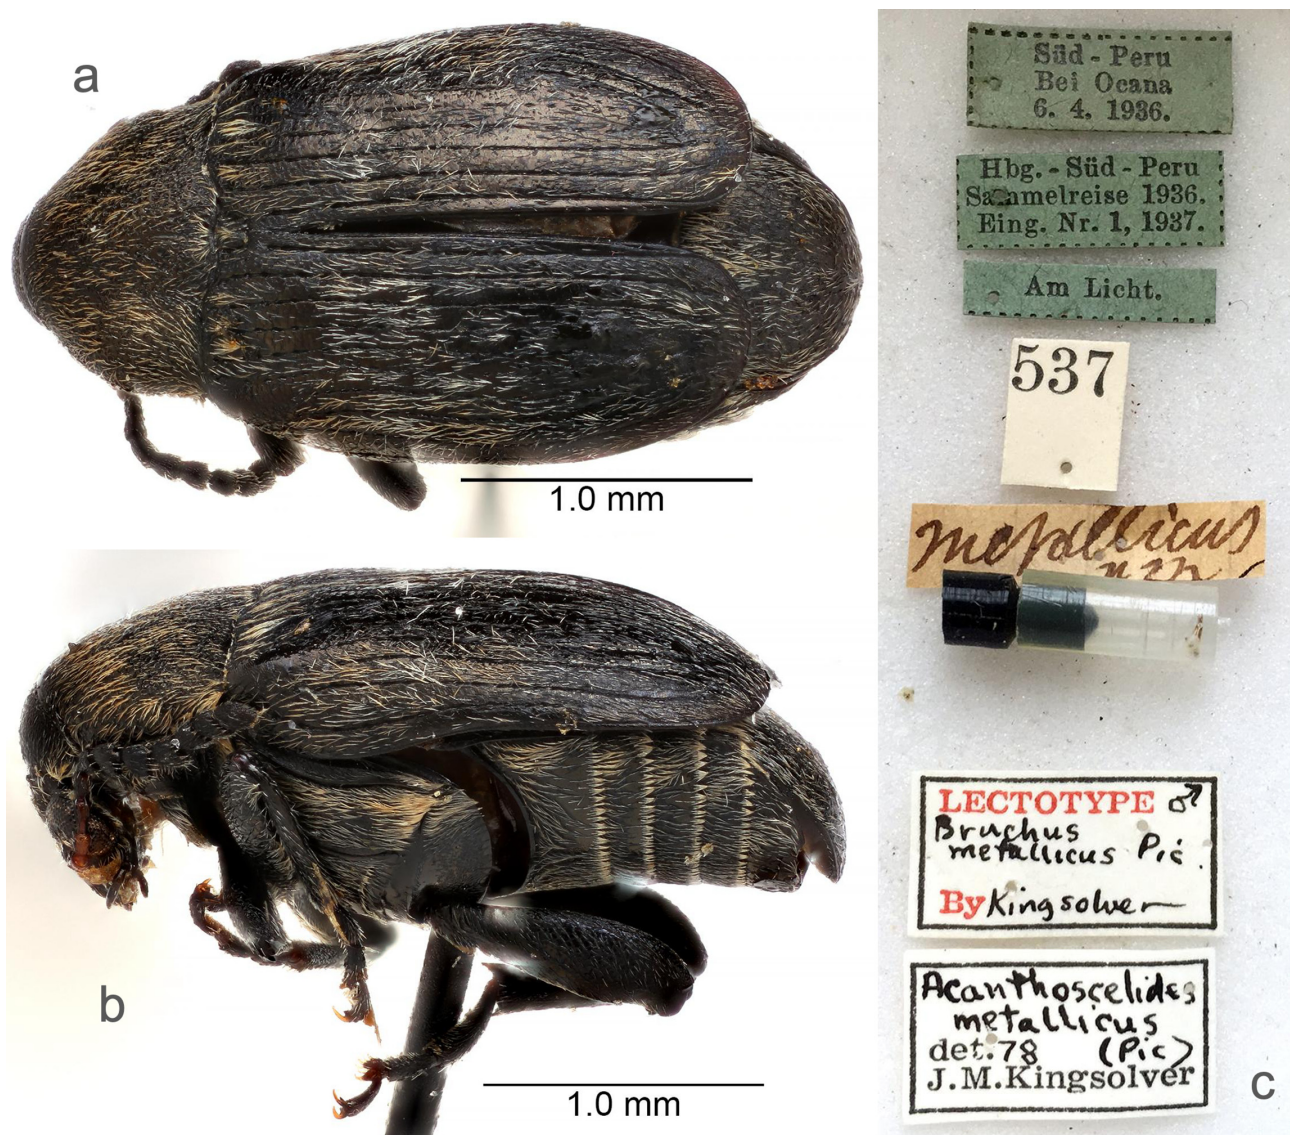 a
1.0 mm
b
1.0 mm
Süd - Peru
Bei Ocana
6. 4. 1936.
Hbg. - Süd - Peru
Sammelreise 1936.
Eing. Nr. 1, 1937.
Am Licht.
537
metallicus
LECTOTYPE ♂
Bruchus
metallicus Pic.
By Kingsolver
Acanthoscelides
metallicus
det. 78 (Pic)
J.M.Kingsolver
c